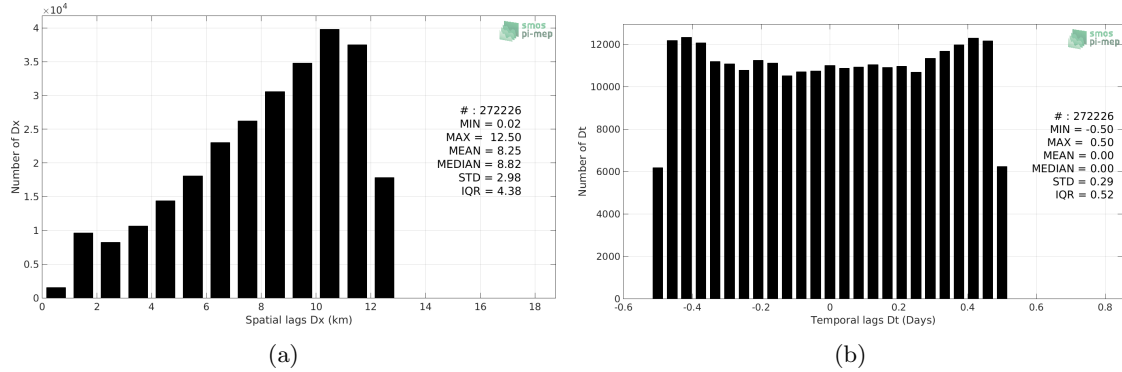 ×10^4
4
3.5
3
2.5
2
1.5
1
0.5
0
Number of Dx
0 2 4 6 8 10 12 14 16 18
Spatial lags Dx (km)
smos
pi-mep
# : 272226
MIN = 0.02
MAX = 12.50
MEAN = 8.25
MEDIAN = 8.82
STD = 2.98
IQR = 4.38
(a)
12000
10000
8000
6000
4000
2000
0
Number of Dt
-0.6 -0.4 -0.2 0 0.2 0.4 0.6 0.8
Temporal lags Dt (Days)
smos
pi-mep
# : 272226
MIN = -0.50
MAX = 0.50
MEAN = 0.00
MEDIAN = 0.00
STD = 0.29
IQR = 0.52
(b)